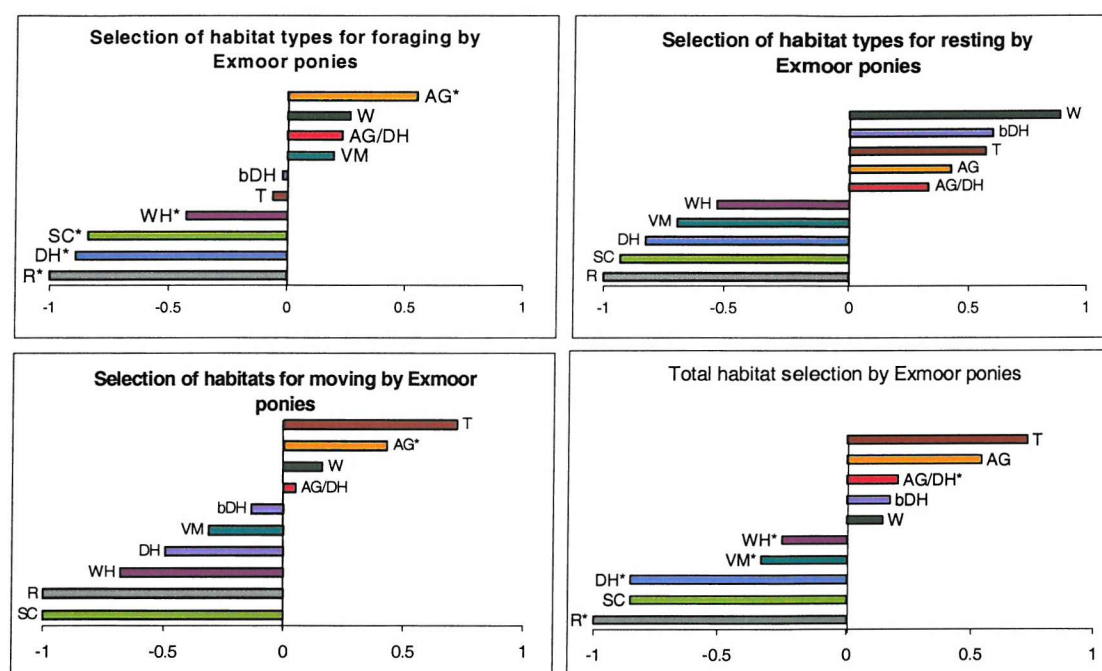 Selection of habitat types for foraging by
Exmoor ponies
AG*
W
AG/DH
VM
bDH
T
WH*
SC*
DH*
R*
-1 -0.5 0 0.5 1
Selection of habitat types for resting by
Exmoor ponies
W
bDH
T
AG
AG/DH
WH
VM
DH
SC
R
-1 -0.5 0 0.5 1
Selection of habitats for moving by Exmoor
ponies
T
AG*
W
AG/DH
bDH
VM
DH
WH
R
SC
-1 -0.5 0 0.5 1
Total habitat selection by Exmoor ponies
T
AG
AG/DH*
bDH
W
WH*
VM*
DH*
SC
R*
-1 -0.5 0 0.5 1